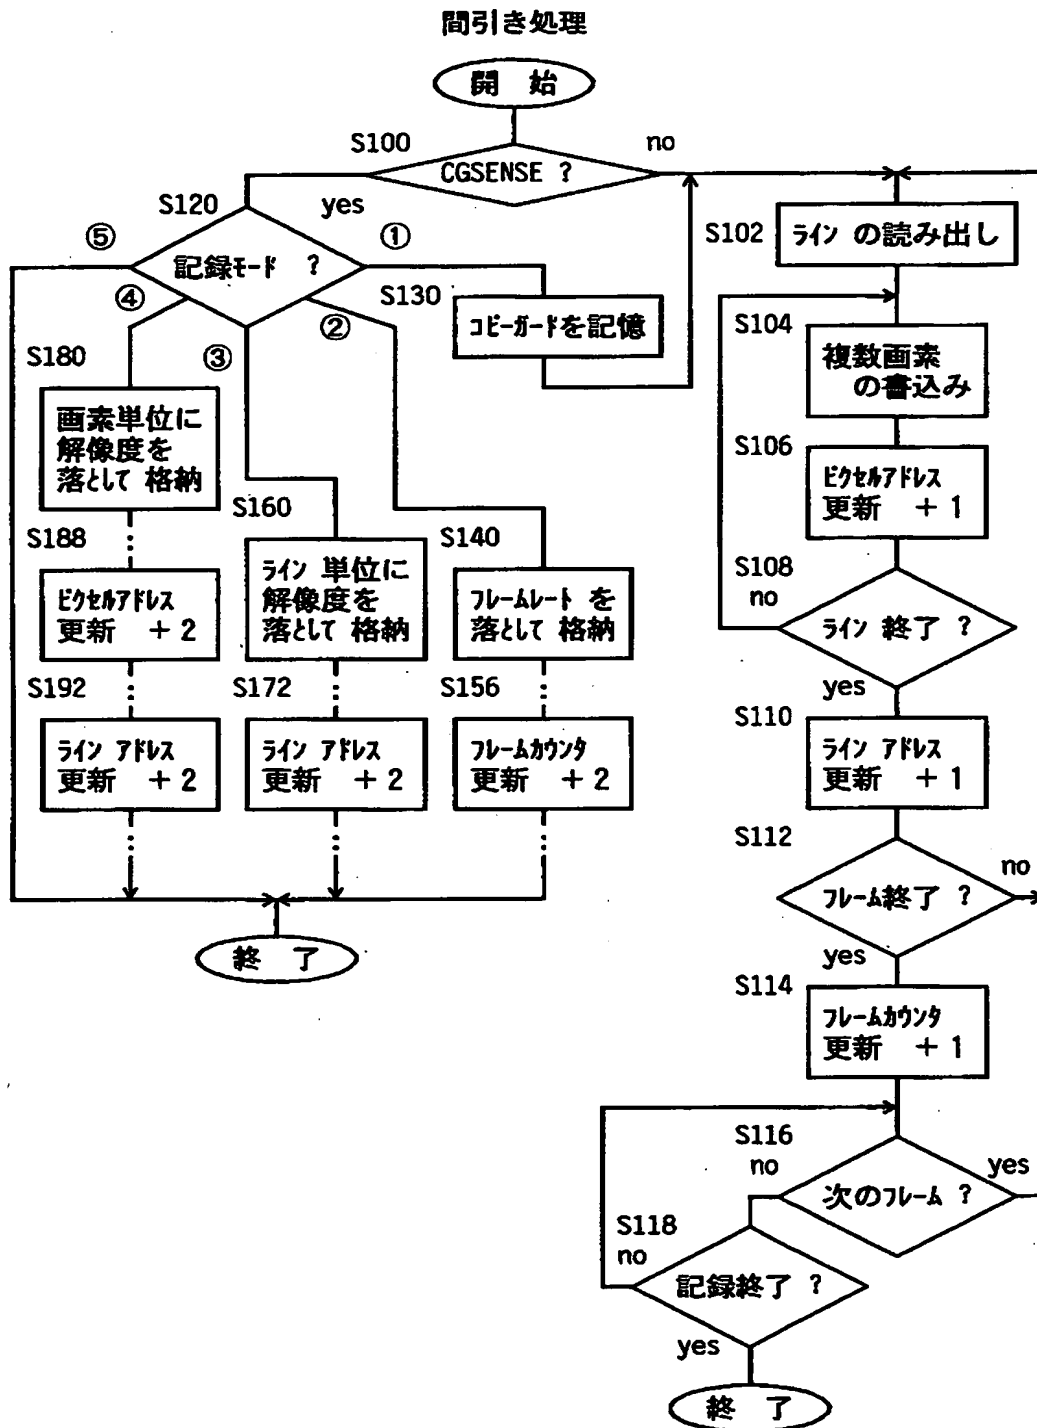 間引き処理
開 始
S100
CGSENSE ?
no
yes
S120
記録モード ?
⑤
①
④
②
③
S130
コピーガードを記憶
S102
ライン の読み出し
S104
複数画素
の書込み
S106
ピクセルアドレス
更新 +1
S108
no
ライン 終了 ?
yes
S110
ライン アドレス
更新 +1
S112
no
フレーム終了 ?
yes
S114
フレームカウンタ
更新 +1
S116
no
yes
次のフレーム ?
S118
no
記録終了 ?
yes
終 了
S180
画素単位に
解像度を
落として 格納
S188
ピクセルアドレス
更新 +2
S192
ライン アドレス
更新 +2
S160
ライン 単位に
解像度を
落として 格納
S172
ライン アドレス
更新 +2
S140
フレームレート を
落として 格納
S156
フレームカウンタ
更新 +2
終 了